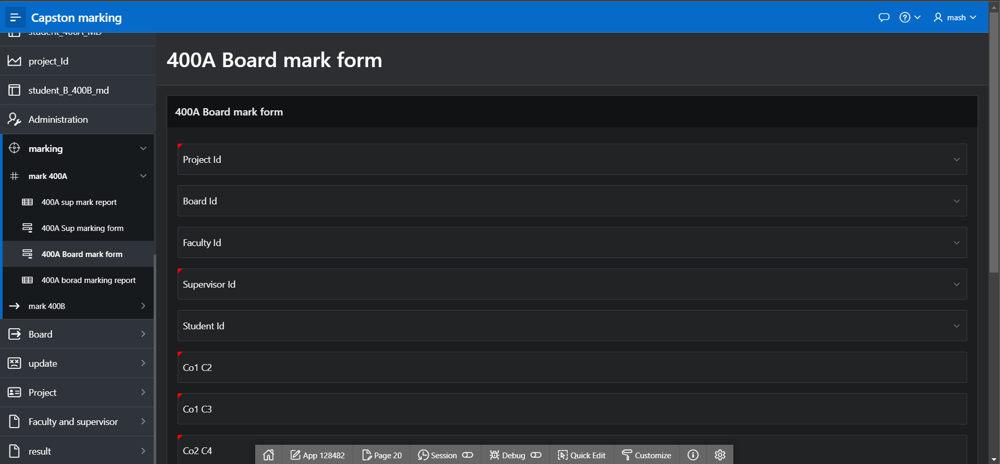 Capston marking
mash
student_400A_MD
project_Id
student_B_400B_md
Administration
marking
mark 400A
400A sup mark report
400A Sup marking form
400A Board mark form
400A borad marking report
mark 400B
Board
update
Project
Faculty and supervisor
result
400A Board mark form
400A Board mark form
Project Id
Board Id
Faculty Id
Supervisor Id
Student Id
Co1 C2
Co1 C3
Co2 C4
App 128482
Page 20
Session
Debug
Quick Edit
Customize